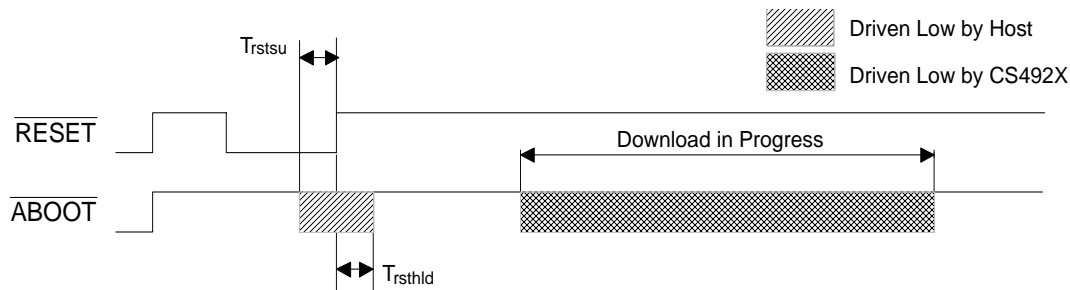 Trstsu
Driven Low by Host
Driven Low by CS492X
RESET
Download in Progress
ABOOT
Trsthld